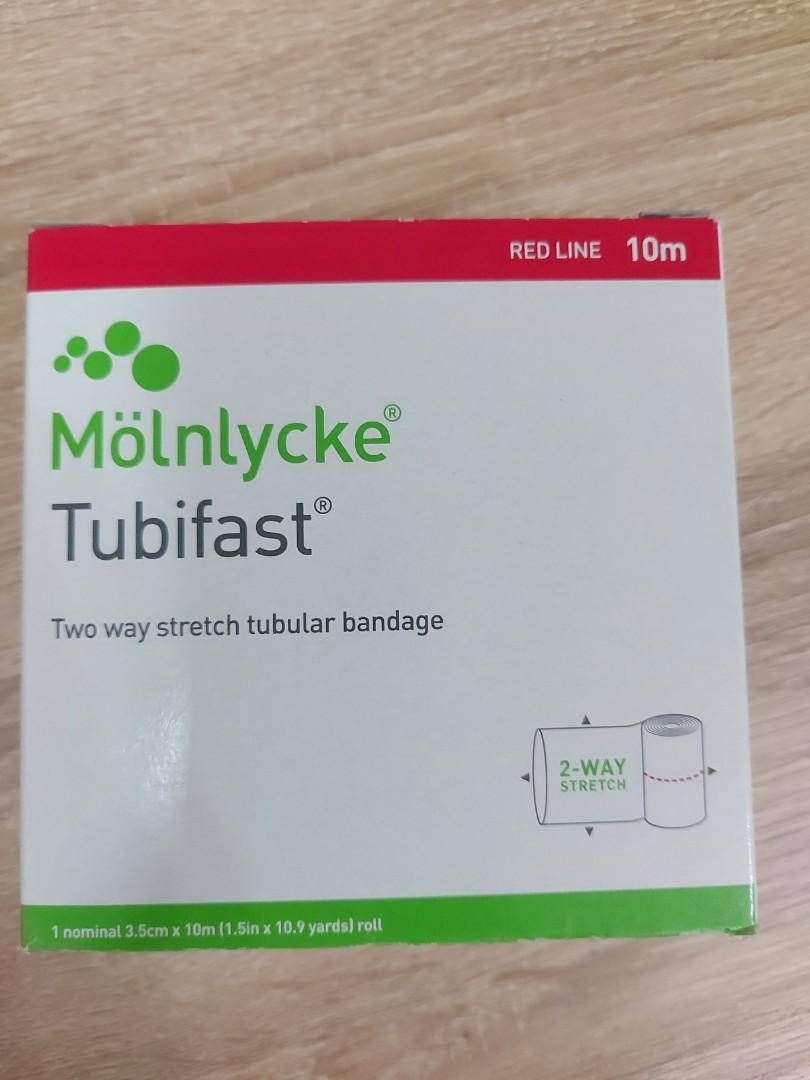 RED LINE 10m
Mölnlycke®
Tubifast®
Two way stretch tubular bandage
2-WAY
STRETCH
1 nominal 3.5cm x 10m (1.5in x 10.9 yards) roll